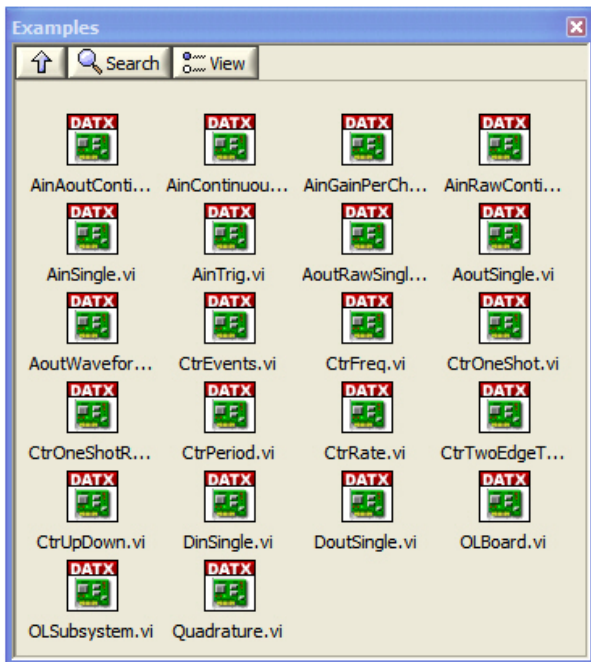 Examples
Search View
DATX DATX DATX DATX
AinAoutConti... AinContinuou... AinGainPerCh... AinRawConti...
DATX DATX DATX DATX
AinSingle.vi AinTrig.vi AoutRawSingl... AoutSingle.vi
DATX DATX DATX DATX
AoutWavefor... CtrEvents.vi CtrFreq.vi CtrOneShot.vi
DATX DATX DATX DATX
CtrOneShotR... CtrPeriod.vi CtrRate.vi CtrTwoEdgeT...
DATX DATX DATX DATX
CtrUpDown.vi DinSingle.vi DoutSingle.vi OLBoard.vi
DATX DATX
OLSubsystem.vi Quadrature.vi